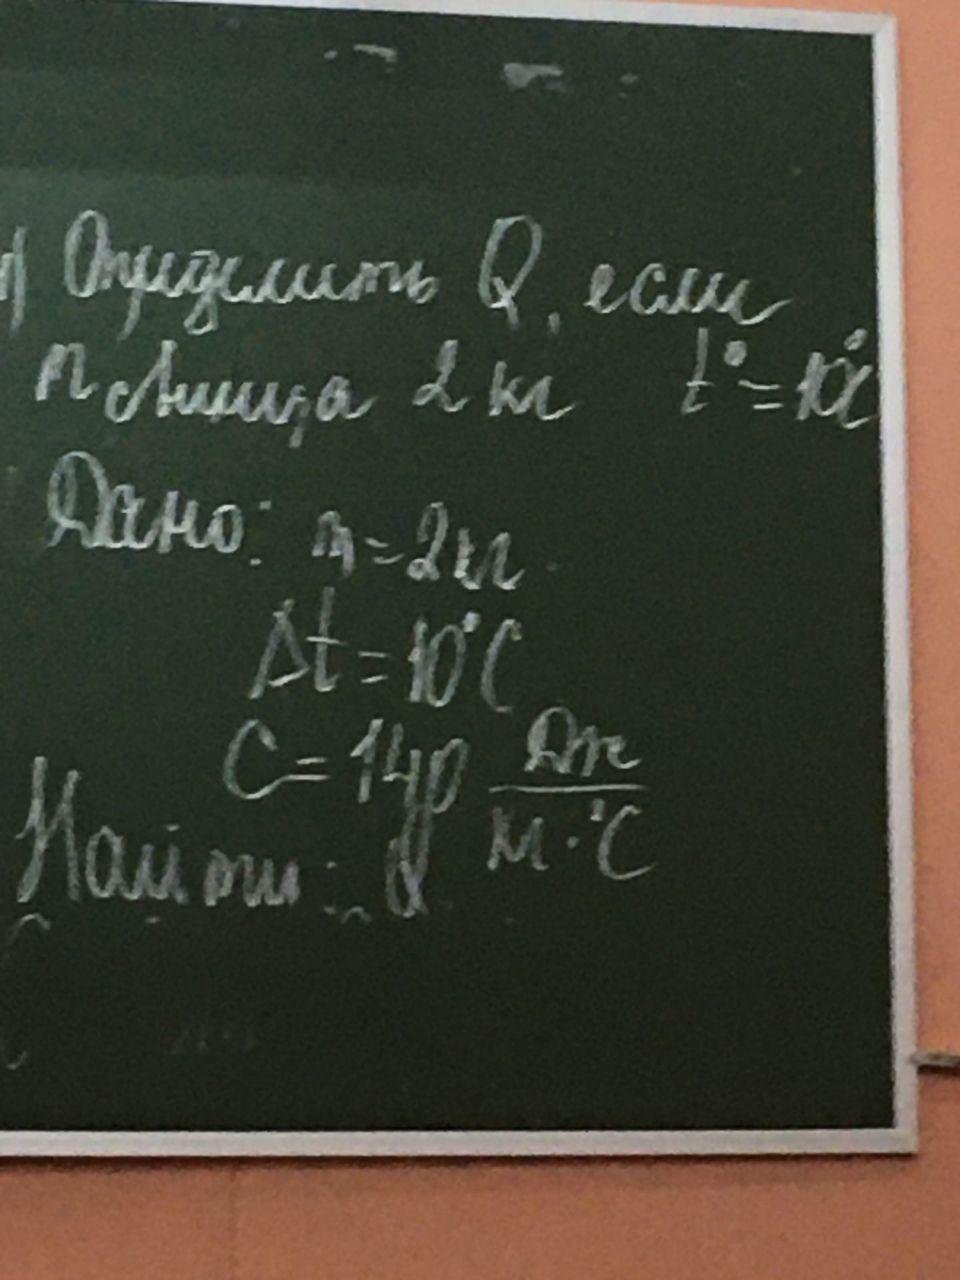 Определить Q, если
m свинца 2 кг t°=10°C
Дано: m=2кг
Δt=10°C
C=140 Дж/кг·°C
Найти: Q